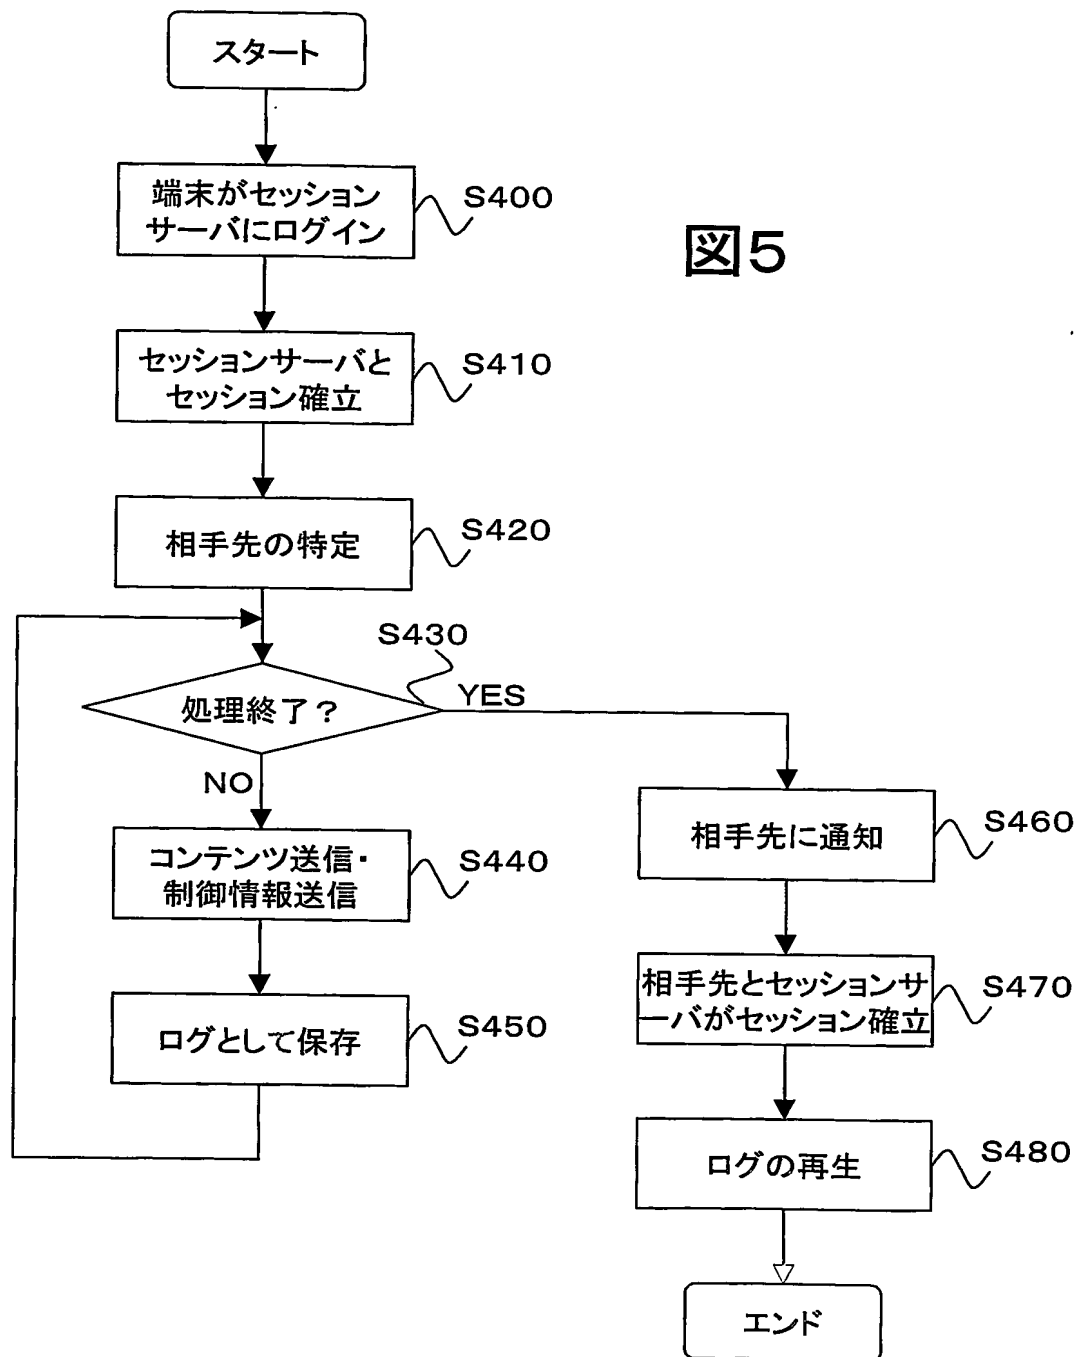 スタート
端末がセッション
サーバにログイン
S400
図5
セッションサーバと
セッション確立
S410
相手先の特定
S420
S430
処理終了？
YES
NO
コンテンツ送信・
制御情報送信
S440
ログとして保存
S450
相手先に通知
S460
相手先とセッションサ
ーバがセッション確立
S470
ログの再生
S480
エンド